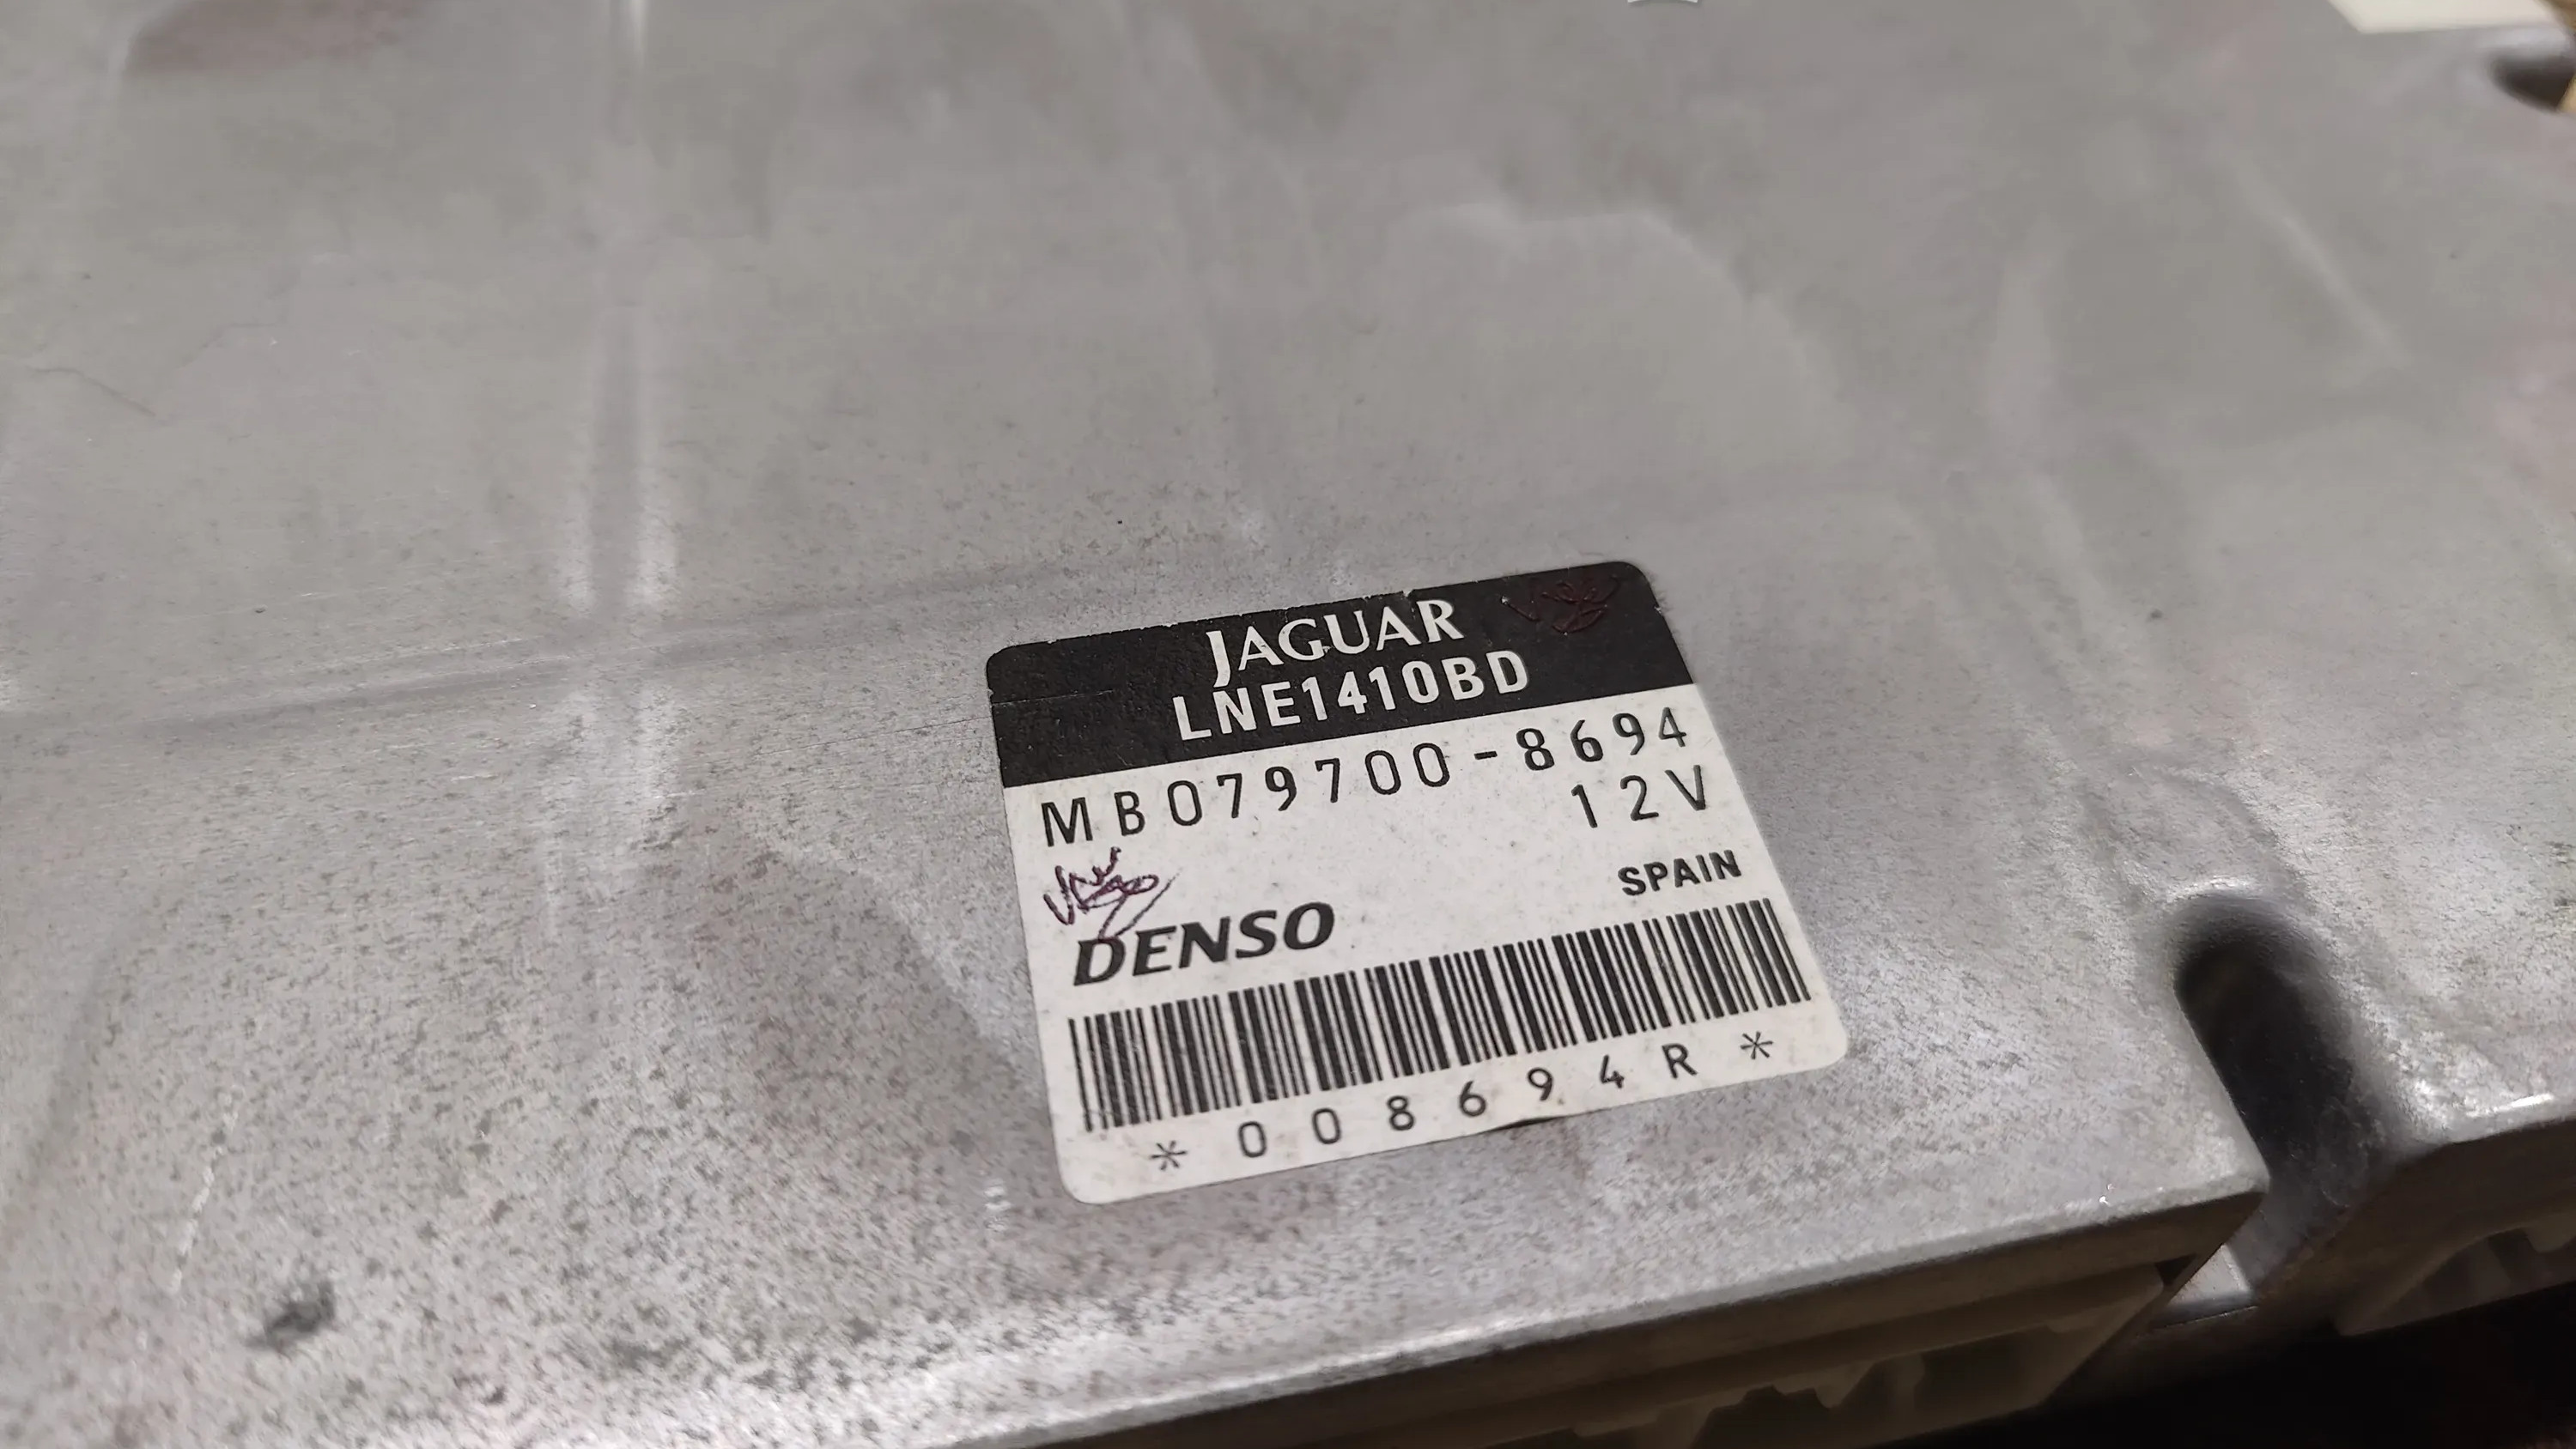 JAGUAR
LNE1410BD
MB079700-8694
12V
SPAIN
DENSO
*008694R*